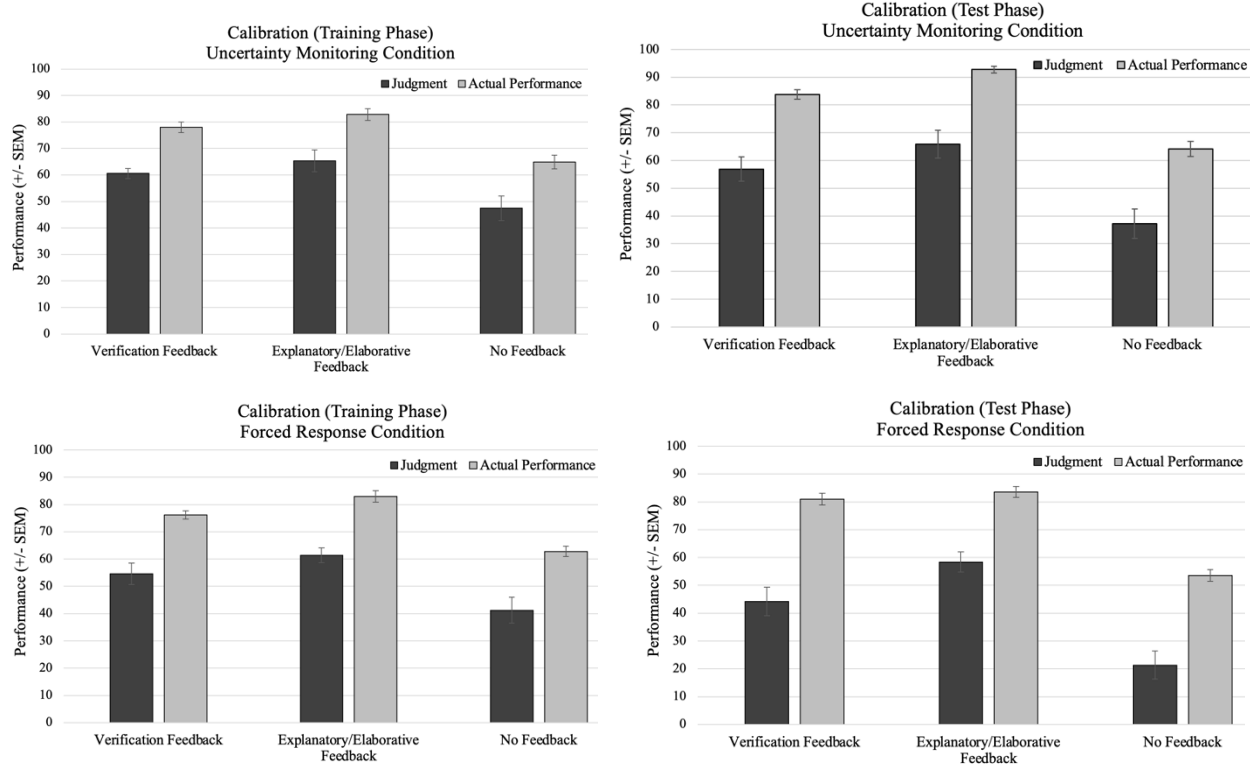 Calibration (Training Phase)
Uncertainty Monitoring Condition
Judgment Actual Performance
Performance (+/- SEM)
100
90
80
70
60
50
40
30
20
10
0
Verification Feedback Explanatory/Elaborative Feedback No Feedback
Calibration (Test Phase)
Uncertainty Monitoring Condition
Judgment Actual Performance
Performance (+/- SEM)
100
90
80
70
60
50
40
30
20
10
0
Verification Feedback Explanatory/Elaborative Feedback No Feedback
Calibration (Training Phase)
Forced Response Condition
Judgment Actual Performance
Performance (+/- SEM)
100
90
80
70
60
50
40
30
20
10
0
Verification Feedback Explanatory/Elaborative Feedback No Feedback
Calibration (Test Phase)
Forced Response Condition
Judgment Actual Performance
Performance (+/- SEM)
100
90
80
70
60
50
40
30
20
10
0
Verification Feedback Explanatory/Elaborative Feedback No Feedback